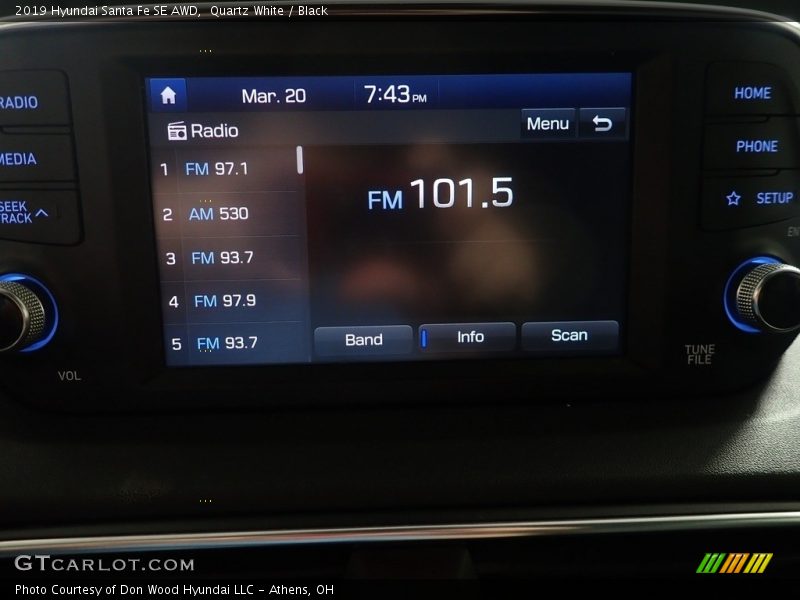 2019 Hyundai Santa Fe SE AWD, Quartz White / Black
RADIO
MEDIA
SEEK
TRACK
VOL
Mar. 20
7:43 PM
Radio
Menu
1 FM 97.1
2 AM 530
3 FM 93.7
4 FM 97.9
5 FM 93.7
FM 101.5
Band
Info
Scan
HOME
PHONE
SETUP
TUNE
FILE
GTCARLOT.COM
Photo Courtesy of Don Wood Hyundai LLC - Athens, OH